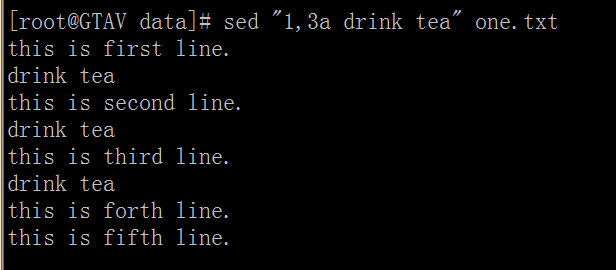 [root@GTAV data]# sed "1,3a drink tea" one.txt
this is first line.
drink tea
this is second line.
drink tea
this is third line.
drink tea
this is forth line.
this is fifth line.